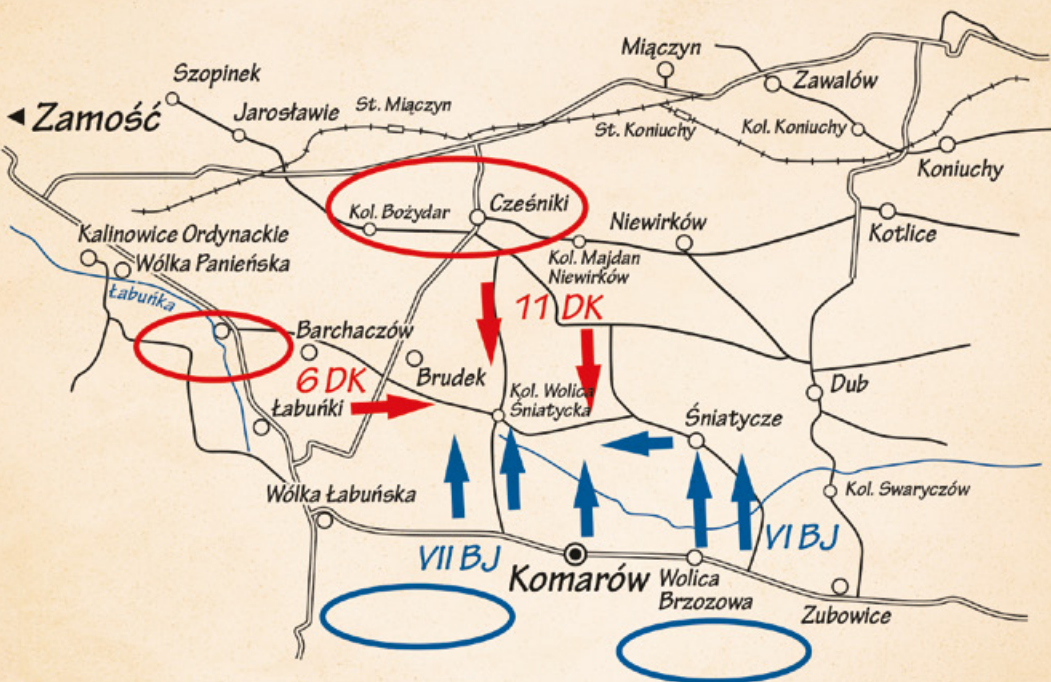 Miączyn
Szopinek
Zawalów
Zamość
Jarosławie
St. Miączyn
St. Koniuchy
Kol. Koniuchy
Koniuchy
Kol. Bożydar
Cześniki
Niewirków
Kotlice
Kalinowice Ordynackie
Wólka Panieńska
Kol. Majdan
Niewirków
Łabuńka
11 DK
Barchaczów
6 DK
Brudek
Dub
Łabuńki
Kol. Wolica
Śniatycka
Śniatycze
Wólka Łabuńska
Kol. Swaryczów
VII BJ
VI BJ
Komarów
Wolica
Brzozowa
Zubowice